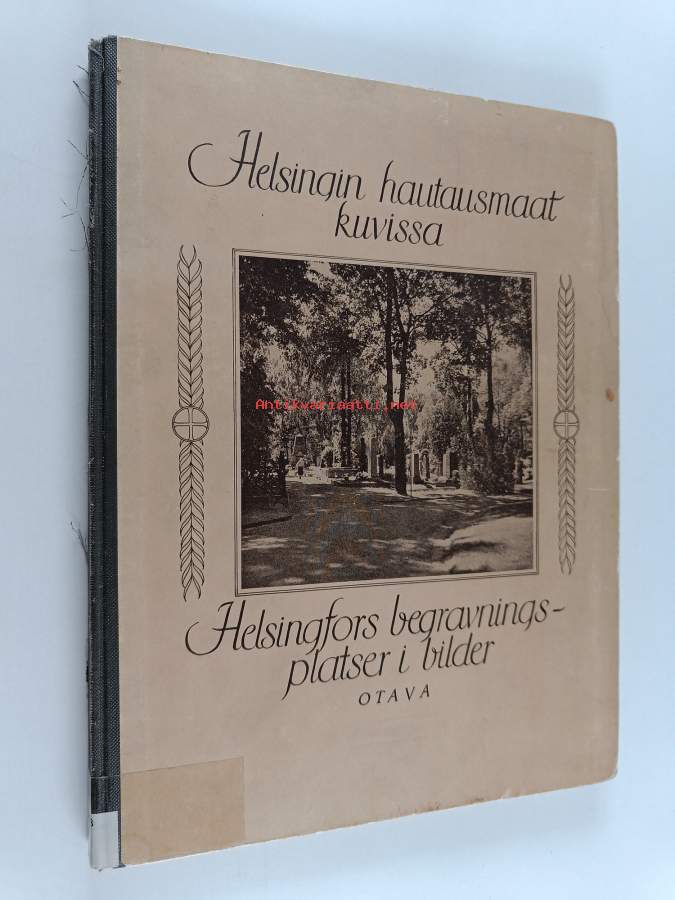 Helsingin hautausmaat
kuvissa
Antikvariaatti.net
Helsingfors begravnings-
platser i bilder
OTAVA